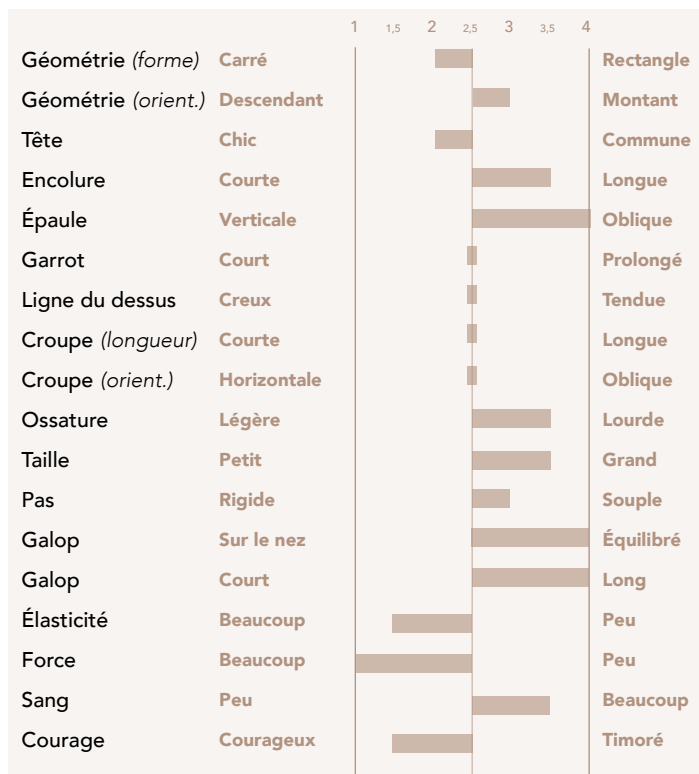 1 1,5 2 2,5 3 3,5 4
Géométrie (forme) Carré Rectangle
Géométrie (orient.) Descendant Montant
Tête Chic Commune
Encolure Courte Longue
Épaule Verticale Oblique
Garrot Court Prolongé
Ligne du dessus Creux Tendue
Croupe (longueur) Courte Longue
Croupe (orient.) Horizontale Oblique
Ossature Légère Lourde
Taille Petit Grand
Pas Rigide Souple
Galop Sur le nez Équilibré
Galop Court Long
Élasticité Beaucoup Peu
Force Beaucoup Peu
Sang Peu Beaucoup
Courage Courageux Timoré